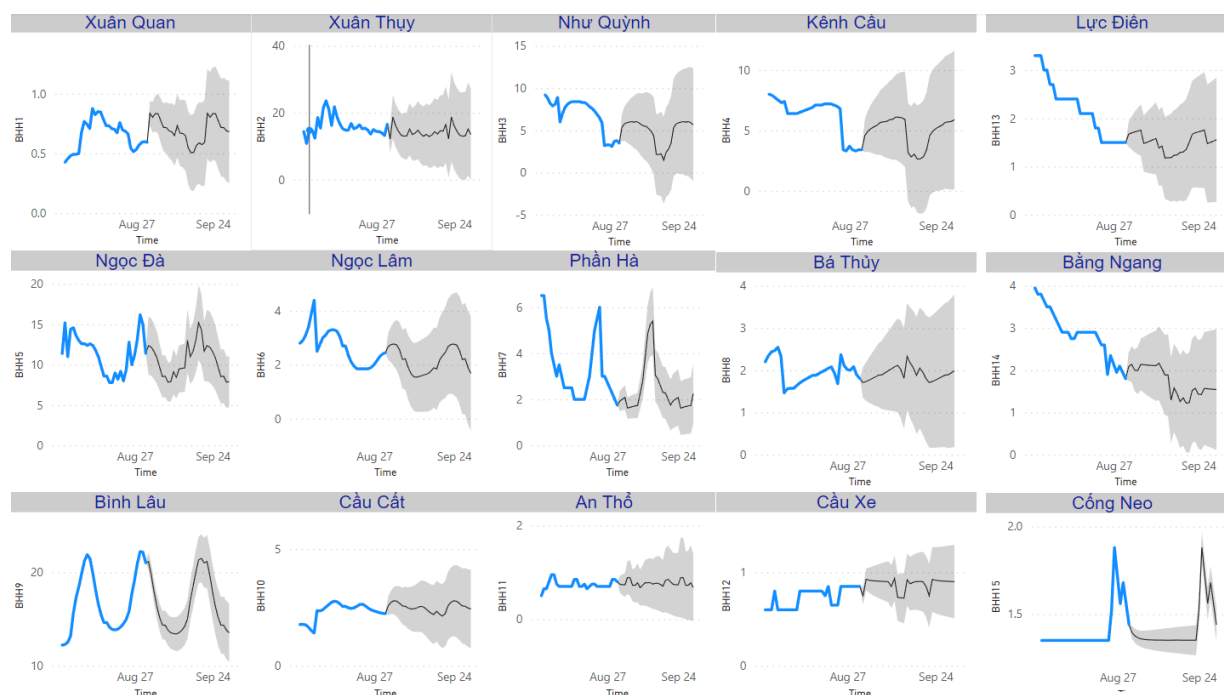 Xuân Quan
Xuân Thụy
Như Quỳnh
Kênh Cầu
Lực Điên
BHH1
1.0
0.5
0.0
Aug 27
Sep 24
Time
BHH2
40
20
0
Aug 27
Sep 24
Time
BHH3
15
10
5
0
-5
Aug 27
Sep 24
Time
BHH4
10
5
0
Aug 27
Sep 24
Time
BHH13
3
2
1
0
Aug 27
Sep 24
Time
Ngọc Đà
Ngọc Lâm
Phần Hà
Bá Thủy
Bằng Ngang
BHH5
20
15
10
5
0
Aug 27
Sep 24
Time
BHH6
4
2
0
Aug 27
Sep 24
Time
BHH7
6
4
2
0
Aug 27
Sep 24
Time
BHH8
4
3
2
1
0
Aug 27
Sep 24
Time
BHH14
4
3
2
1
0
Aug 27
Sep 24
Time
Bình Lâu
Cầu Cất
An Thổ
Cầu Xe
Cống Neo
BHH9
20
10
Aug 27
Sep 24
Time
BHH10
5
0
Aug 27
Sep 24
Time
BHH11
2
1
0
Aug 27
Sep 24
Time
BHH12
1
0
Aug 27
Sep 24
Time
BHH15
2.0
1.5
Aug 27
Sep 24